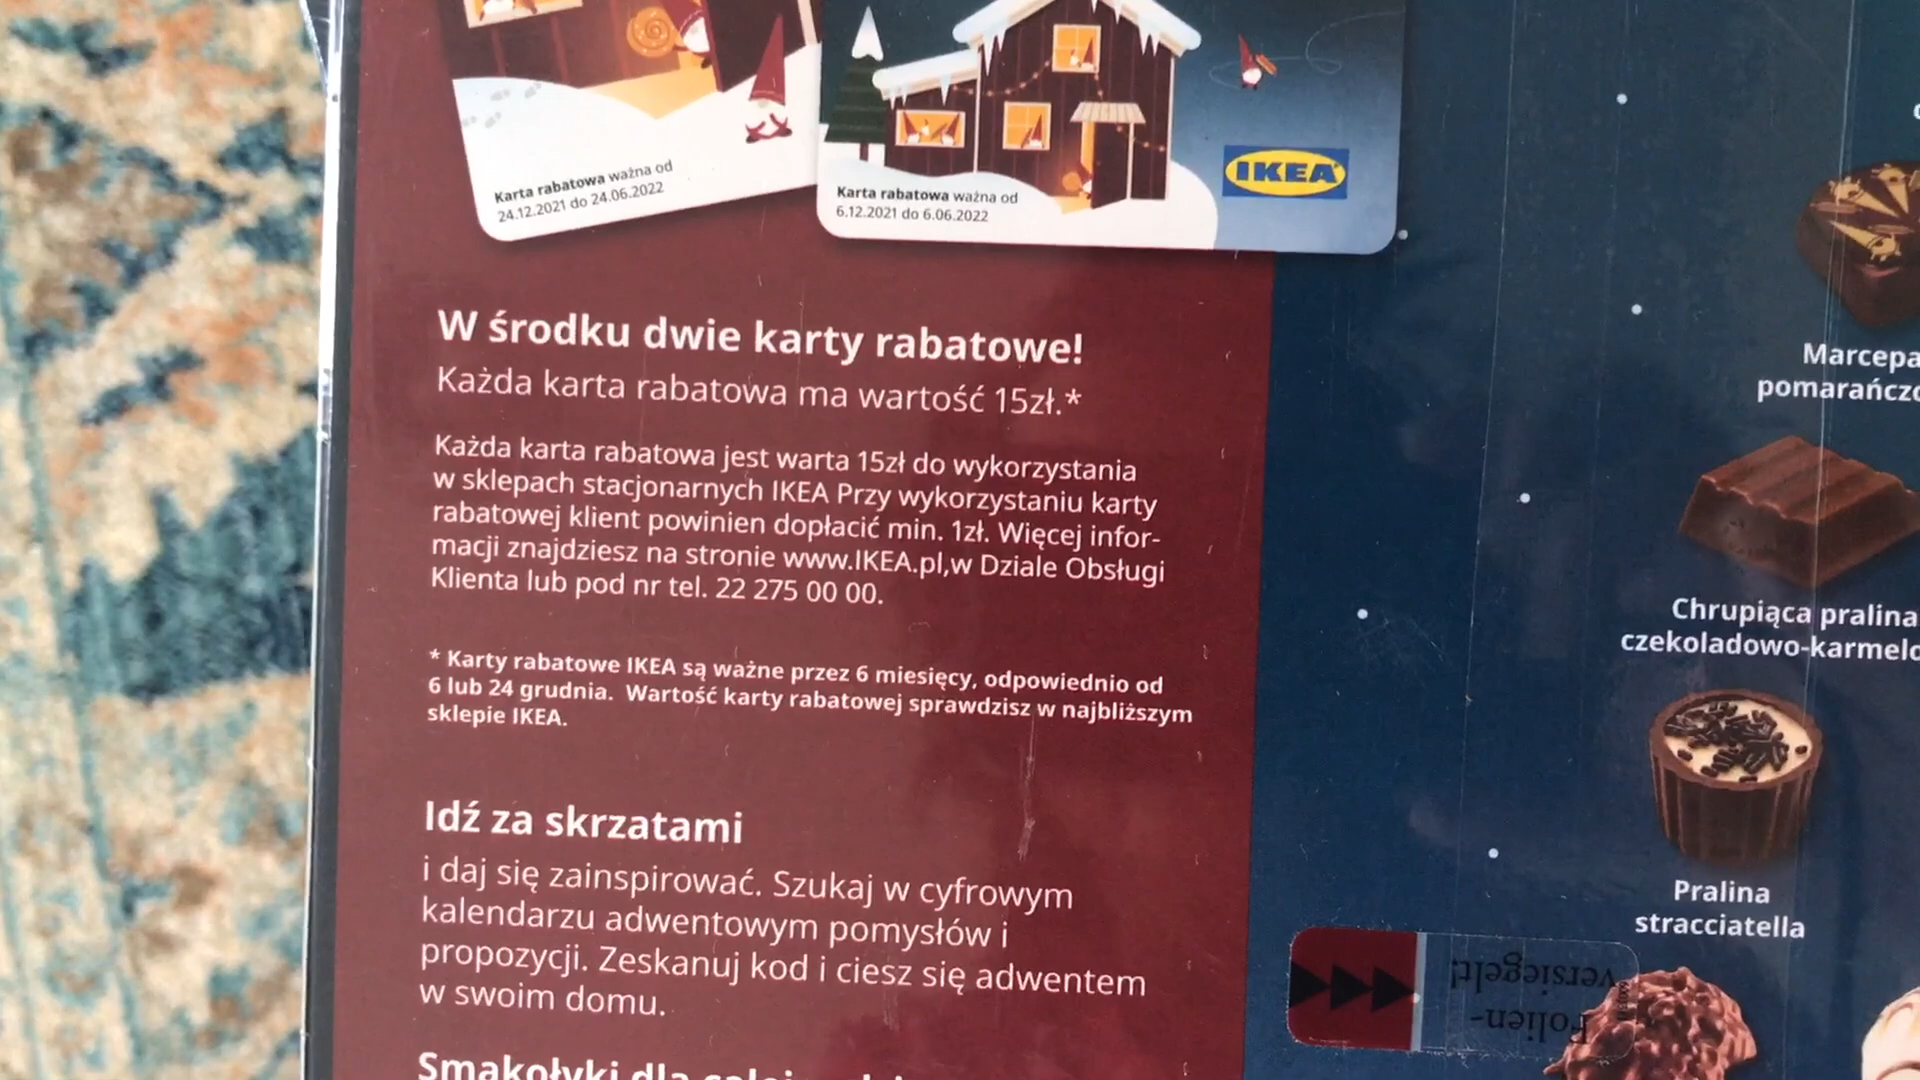 Karta rabatowa ważna od
24.12.2021 do 24.06.2022
Karta rabatowa ważna od
6.12.2021 do 6.06.2022
IKEA
W środku dwie karty rabatowe!
Każda karta rabatowa ma wartość 15zł.*
Każda karta rabatowa jest warta 15zł do wykorzystania
w sklepach stacjonarnych IKEA Przy wykorzystaniu karty
rabatowej klient powinien dopłacić min. 1zł. Więcej infor-
macji znajdziesz na stronie www.IKEA.pl,w Dziale Obsługi
Klienta lub pod nr tel. 22 275 00 00.
* Karty rabatowe IKEA są ważne przez 6 miesięcy, odpowiednio od
6 lub 24 grudnia. Wartość karty rabatowej sprawdzisz w najbliższym
sklepie IKEA.
Idź za skrzatami
i daj się zainspirować. Szukaj w cyfrowym
kalendarzu adwentowym pomysłów i
propozycji. Zeskanuj kod i ciesz się adwentem
w swoim domu.
Smakołyki dla
Chrupiąca pralina
Pralina
stracciatella
Folien-
versiegelt!